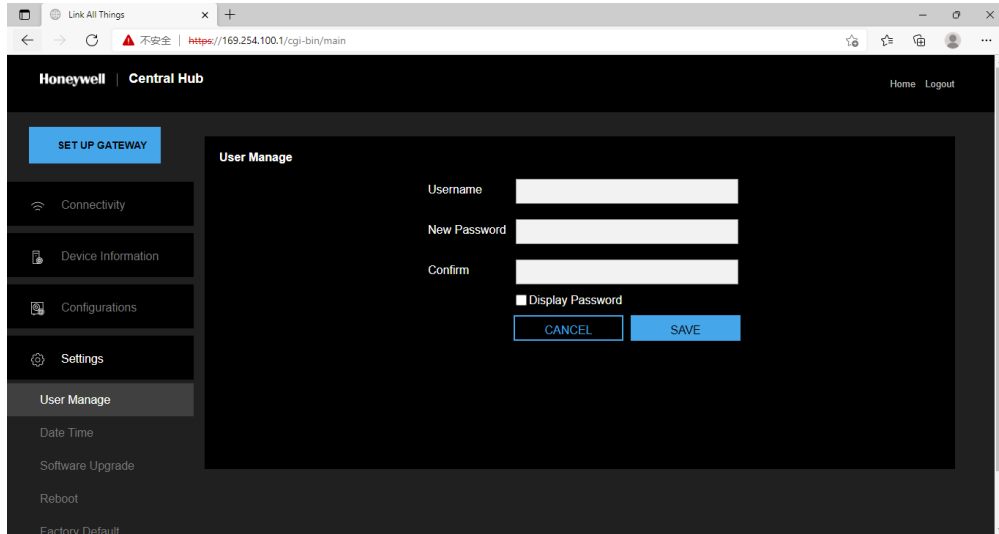 Link All Things
不安全 | https://169.254.100.1/cgi-bin/main
Honeywell | Central Hub
Home Logout
SET UP GATEWAY
User Manage
Username
New Password
Confirm
Display Password
CANCEL SAVE
Connectivity
Device Information
Configurations
Settings
User Manage
Date Time
Software Upgrade
Reboot
Factory Default